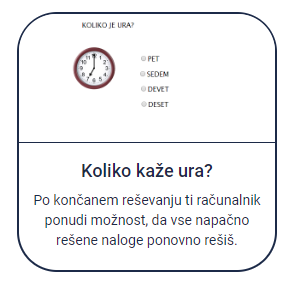 KOLIKO JE URA?
PET
SEDEM
DEVET
DESET
Koliko kaže ura?
Po končanem reševanju ti računalnik
ponudi možnost, da vse napačno
rešene naloge ponovno rešiš.